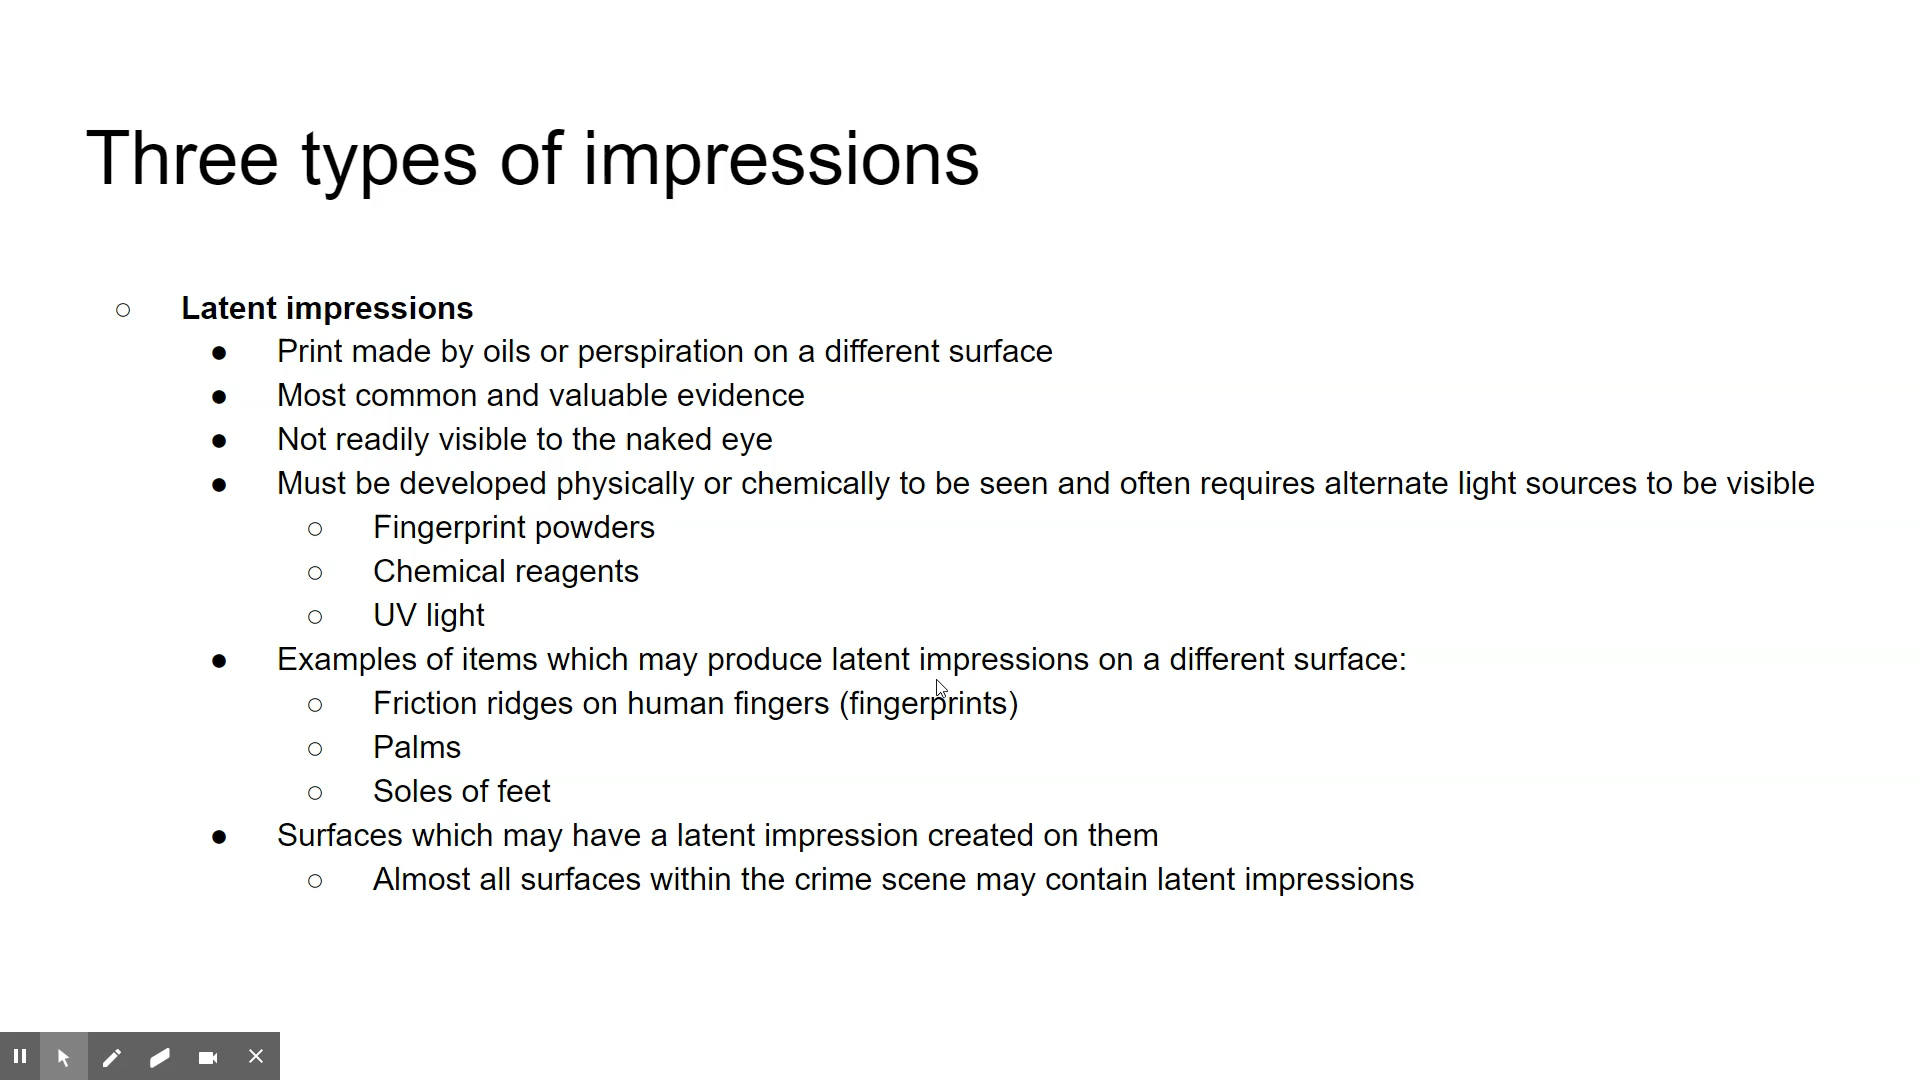 Three types of impressions
○ Latent impressions
● Print made by oils or perspiration on a different surface
● Most common and valuable evidence
● Not readily visible to the naked eye
● Must be developed physically or chemically to be seen and often requires alternate light sources to be visible
○ Fingerprint powders
○ Chemical reagents
○ UV light
● Examples of items which may produce latent impressions on a different surface:
○ Friction ridges on human fingers (fingerprints)
○ Palms
○ Soles of feet
● Surfaces which may have a latent impression created on them
○ Almost all surfaces within the crime scene may contain latent impressions